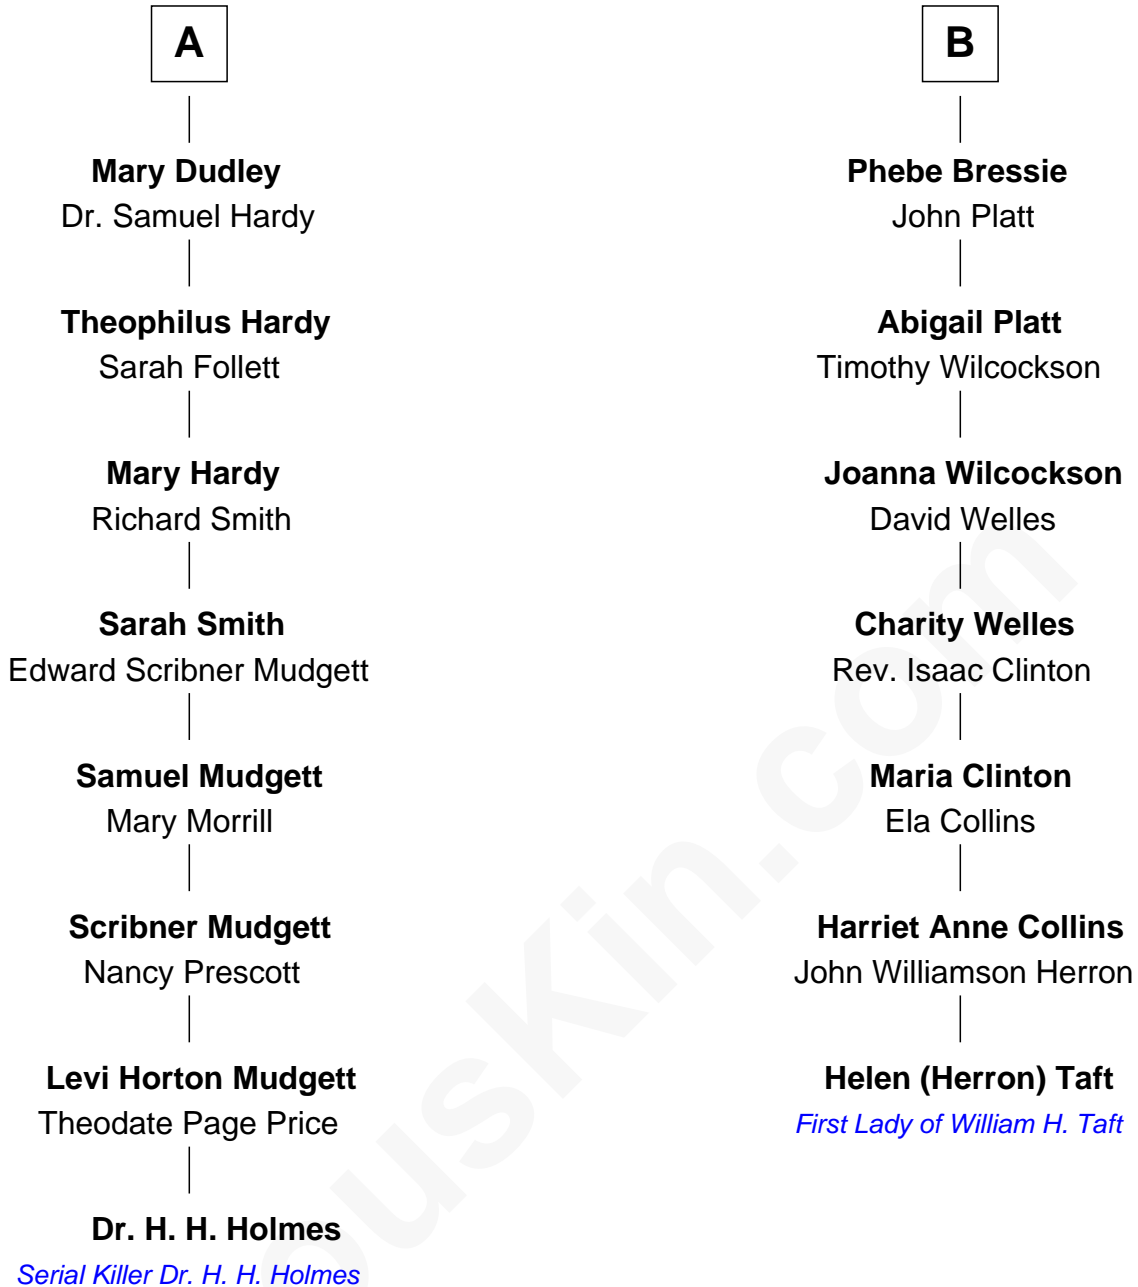 A
Mary Dudley
Dr. Samuel Hardy
Theophilus Hardy
Sarah Follett
Mary Hardy
Richard Smith
Sarah Smith
Edward Scribner Mudgett
Samuel Mudgett
Mary Morrill
Scribner Mudgett
Nancy Prescott
Levi Horton Mudgett
Theodate Page Price
Dr. H. H. Holmes
Serial Killer Dr. H. H. Holmes
B
Phebe Bressie
John Platt
Abigail Platt
Timothy Wilcockson
Joanna Wilcockson
David Welles
Charity Welles
Rev. Isaac Clinton
Maria Clinton
Ela Collins
Harriet Anne Collins
John Williamson Herron
Helen (Herron) Taft
First Lady of William H. Taft
ousKin.com